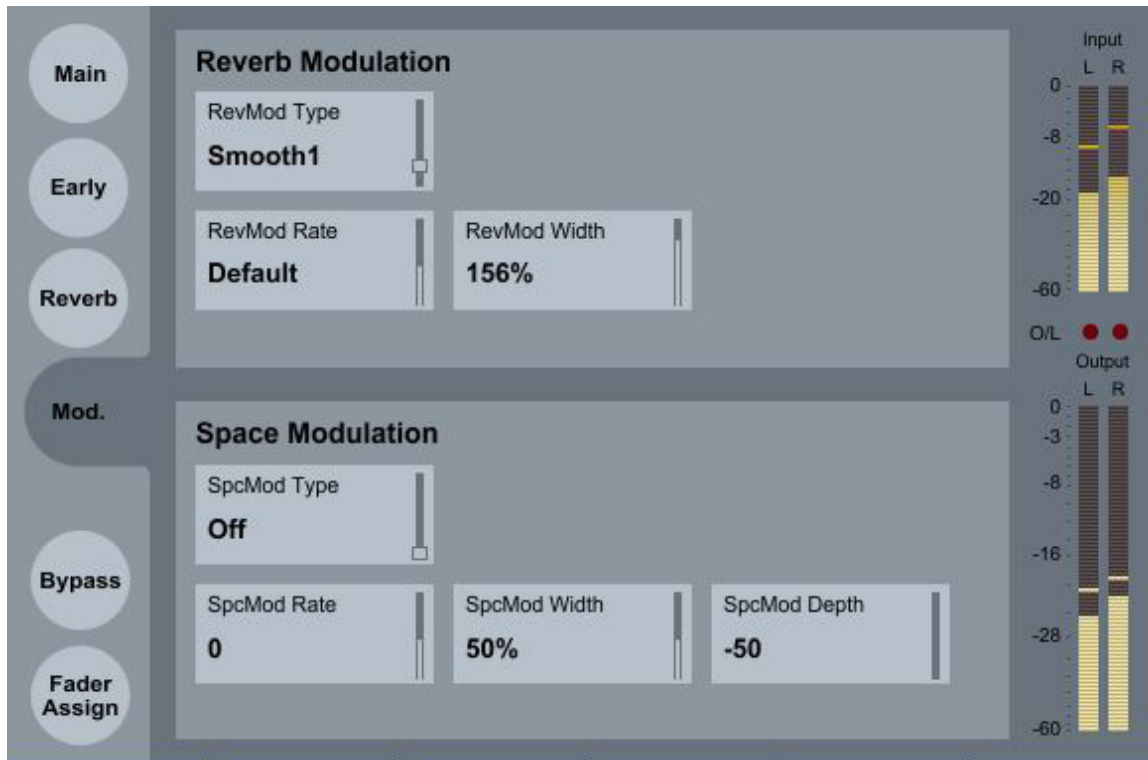 Main
Early
Reverb
Mod.
Bypass
Fader
Assign
Reverb Modulation
RevMod Type
Smooth1
RevMod Rate
Default
RevMod Width
156%
Space Modulation
SpcMod Type
Off
SpcMod Rate
0
SpcMod Width
50%
SpcMod Depth
-50
Input
L R
0
-8
-20
-60
O/L
Output
L R
0
-3
-8
-16
-28
-60